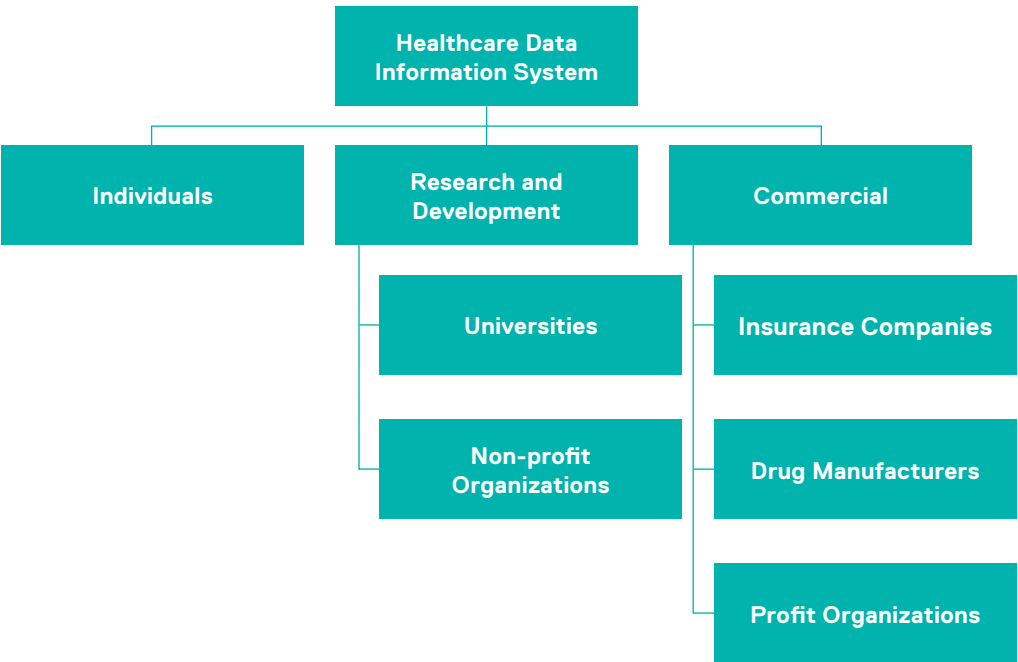 Healthcare Data
Information System
Individuals
Research and
Development
Commercial
Universities
Insurance Companies
Non-profit
Organizations
Drug Manufacturers
Profit Organizations